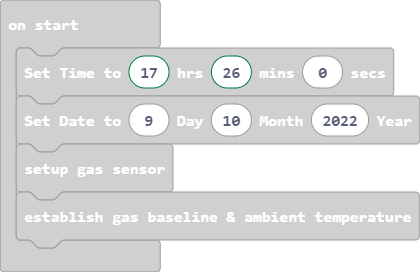 on start
Set Time to 17 hrs 26 mins 0 secs
Set Date to 9 Day 10 Month 2022 Year
setup gas sensor
establish gas baseline & ambient temperature